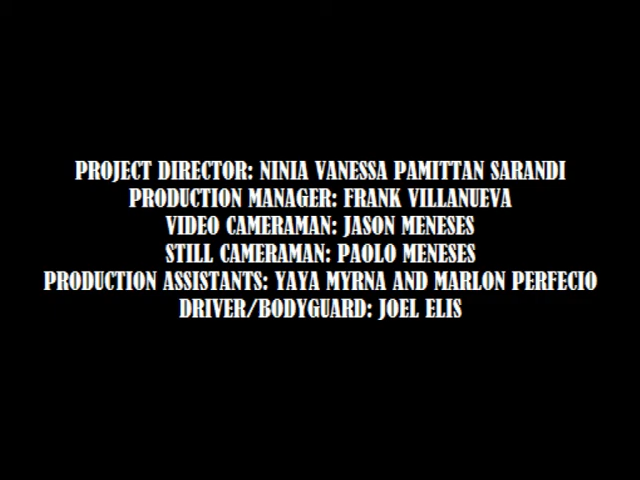 PROJECT DIRECTOR: NINIA VANESSA PAMITTAN SARANDI
PRODUCTION MANAGER: FRANK VILLANUEVA
VIDEO CAMERAMAN: JASON MENESES
STILL CAMERAMAN: PAOLO MENESES
PRODUCTION ASSISTANTS: YAYA MYRNA AND MARLON PERFECIO
DRIVER/BODYGUARD: JOEL ELIS